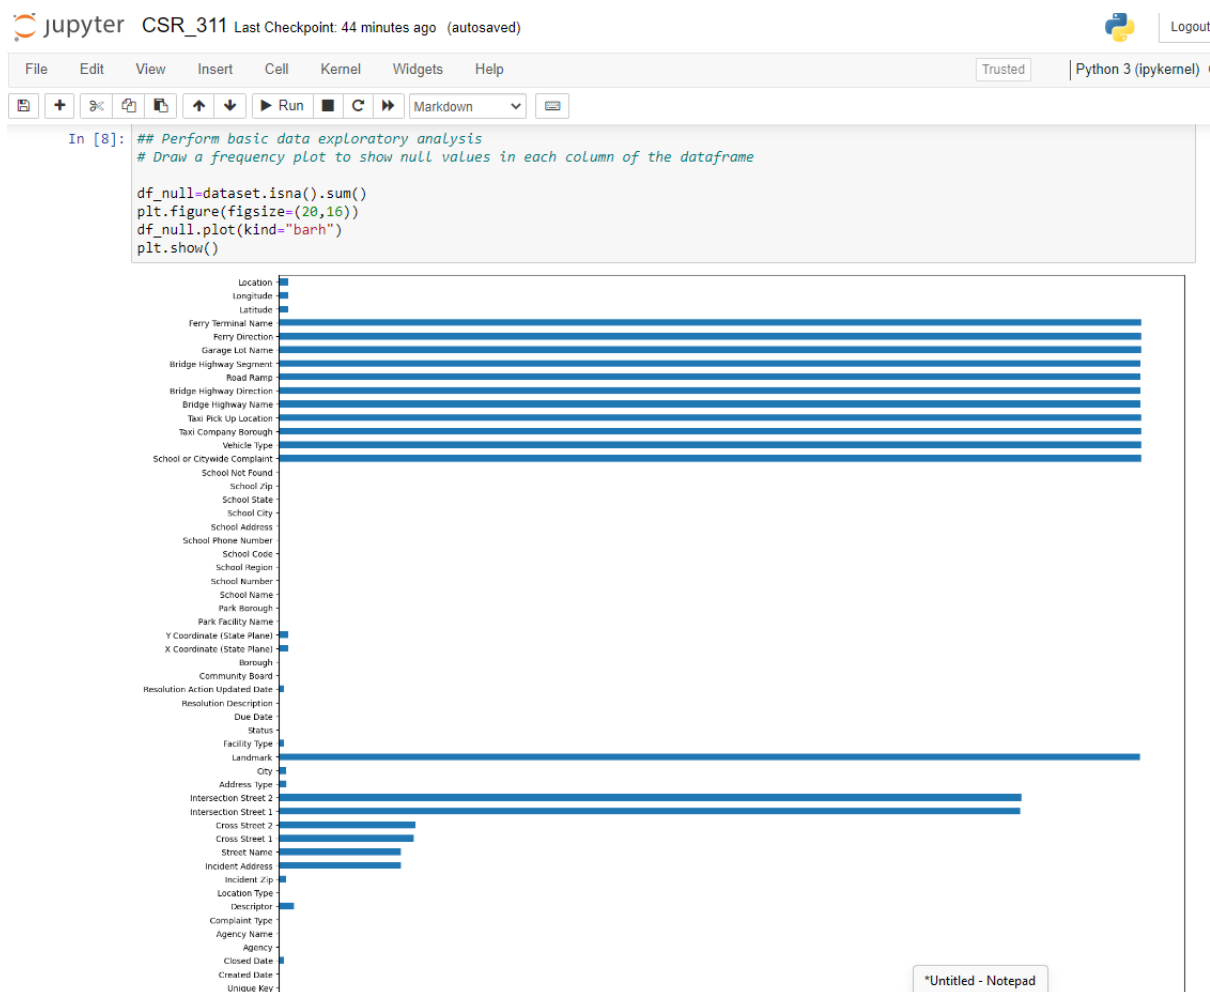 jupyter CSR_311 Last Checkpoint: 44 minutes ago (autosaved)
Logout
File Edit View Insert Cell Kernel Widgets Help
Trusted
Python 3 (ipykernel)
Run
Markdown
In [8]:
## Perform basic data exploratory analysis
# Draw a frequency plot to show null values in each column of the dataframe
df_null=dataset.isna().sum()
plt.figure(figsize=(20,16))
df_null.plot(kind="barh")
plt.show()
Location
Longitude
Latitude
Ferry Terminal Name
Ferry Direction
Garage Lot Name
Bridge Highway Segment
Road Ramp
Bridge Highway Direction
Bridge Highway Name
Taxi Pick Up Location
Taxi Company Borough
Vehicle Type
School or Citywide Complaint
School Not Found
School Zip
School State
School City
School Address
School Phone Number
School Code
School Region
School Number
School Name
Park Borough
Park Facility Name
Y Coordinate (State Plane)
X Coordinate (State Plane)
Borough
Community Board
Resolution Action Updated Date
Resolution Description
Due Date
Status
Facility Type
Landmark
City
Address Type
Intersection Street 2
Intersection Street 1
Cross Street 2
Cross Street 1
Street Name
Incident Address
Incident Zip
Location Type
Descriptor
Complaint Type
Agency Name
Agency
Closed Date
Created Date
Unique Key
*Untitled - Notepad